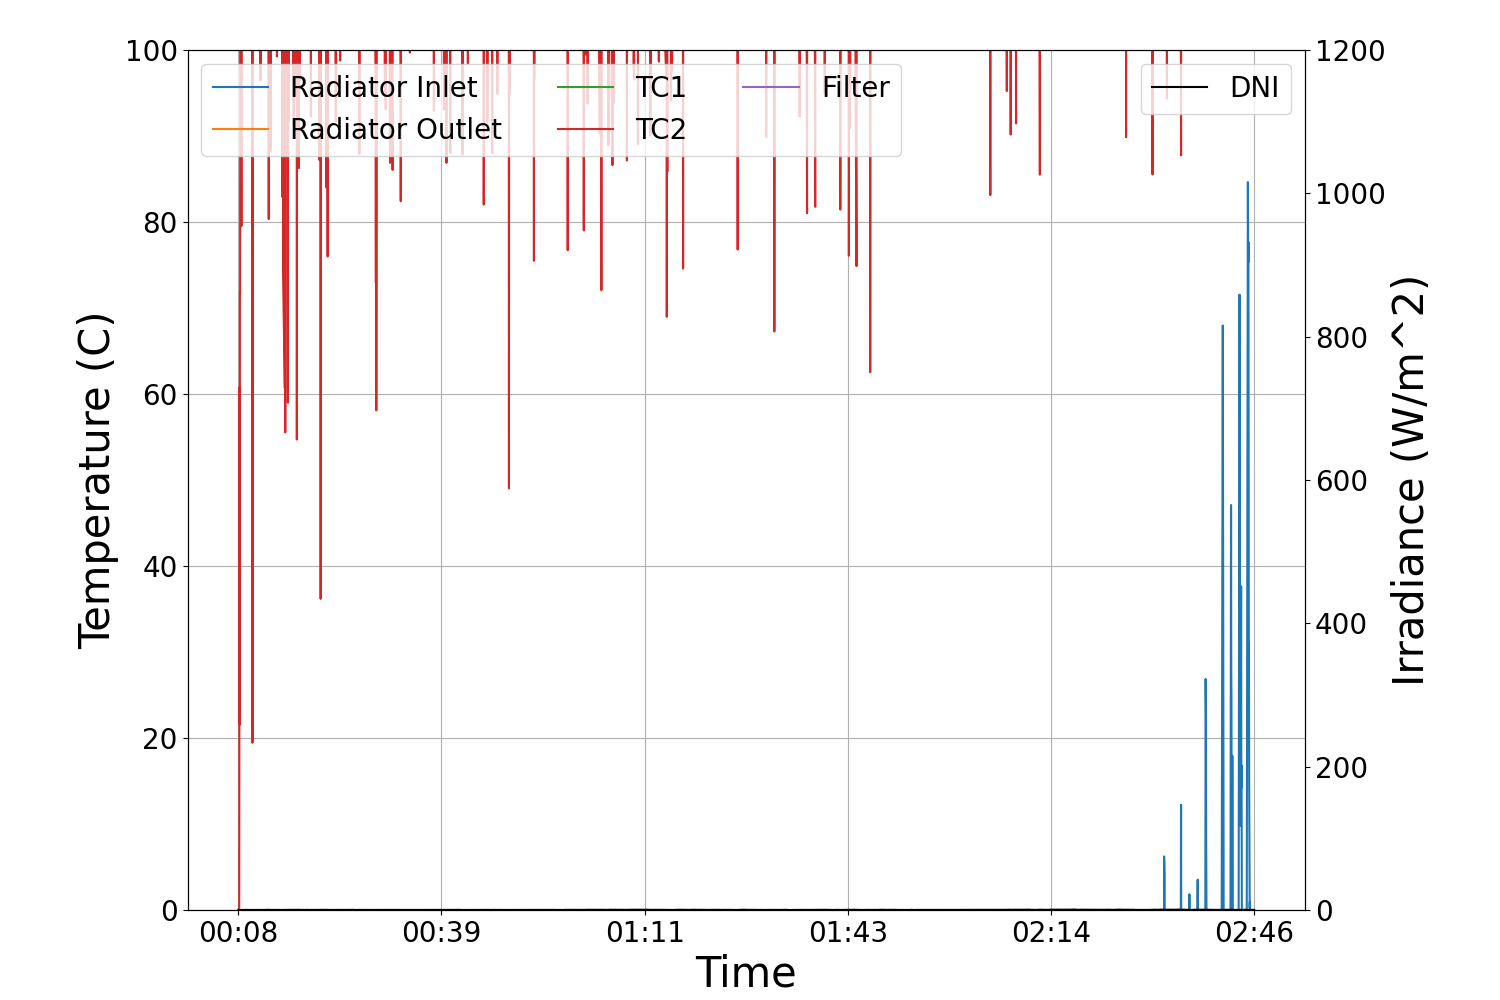 Radiator Inlet
Radiator Outlet
TC1
TC2
Filter
DNI
100
80
60
40
20
0
Temperature (C)
1200
1000
800
600
400
200
0
Irradiance (W/m^2)
00:08 00:39 01:11 01:43 02:14 02:46
Time